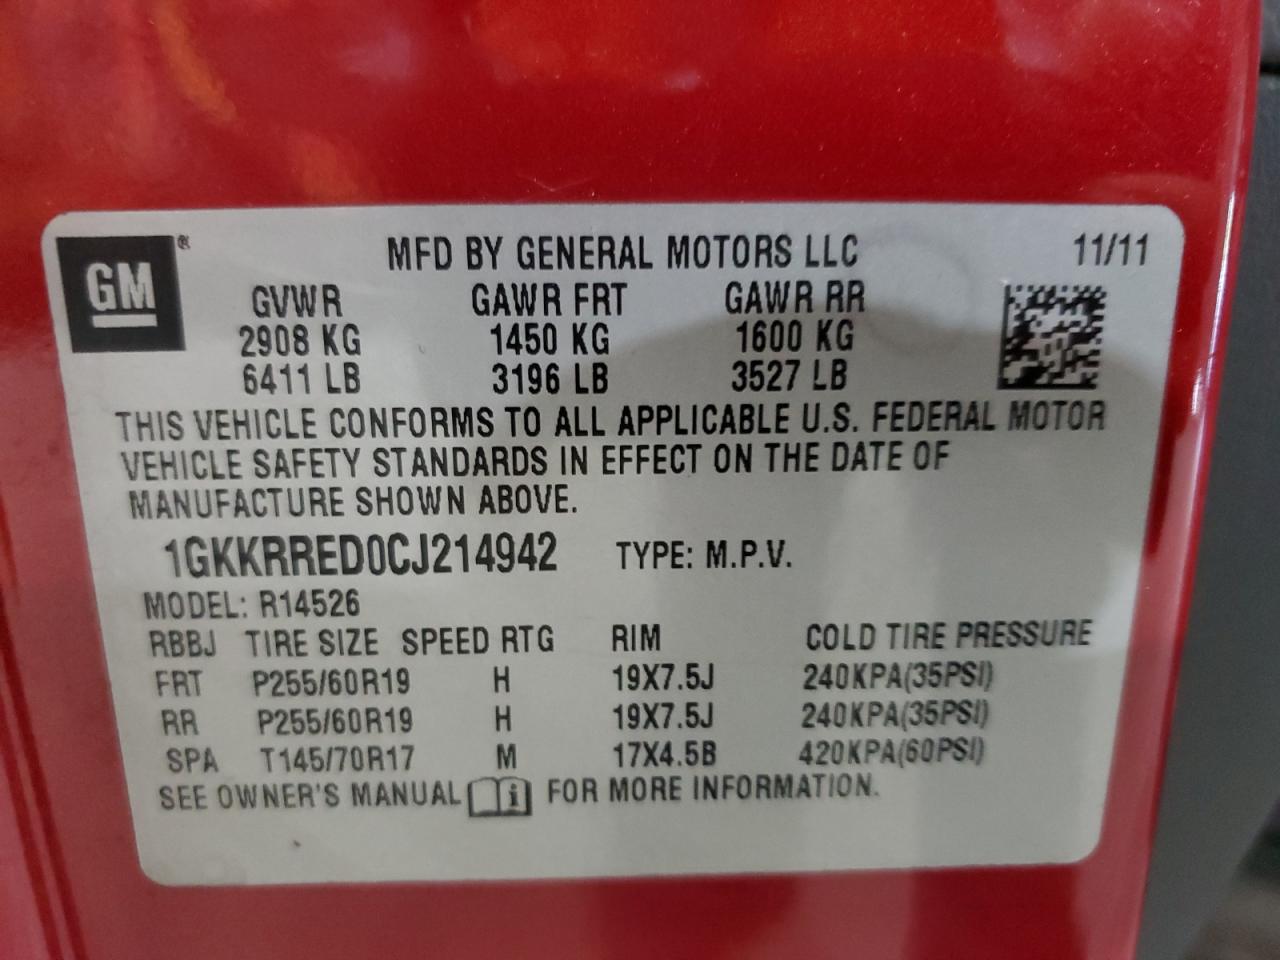 GM ® MFD BY GENERAL MOTORS LLC 11/11
GVWR GAWR FRT GAWR RR
2908 KG 1450 KG 1600 KG
6411 LB 3196 LB 3527 LB
THIS VEHICLE CONFORMS TO ALL APPLICABLE U.S. FEDERAL MOTOR
VEHICLE SAFETY STANDARDS IN EFFECT ON THE DATE OF
MANUFACTURE SHOWN ABOVE.
1GKKRRED0CJ214942 TYPE: M.P.V.
MODEL: R14526
RBBJ TIRE SIZE SPEED RTG RIM COLD TIRE PRESSURE
FRT P255/60R19 H 19X7.5J 240KPA(35PSI)
RR P255/60R19 H 19X7.5J 240KPA(35PSI)
SPA T145/70R17 M 17X4.5B 420KPA(60PSI)
SEE OWNER'S MANUAL i FOR MORE INFORMATION.